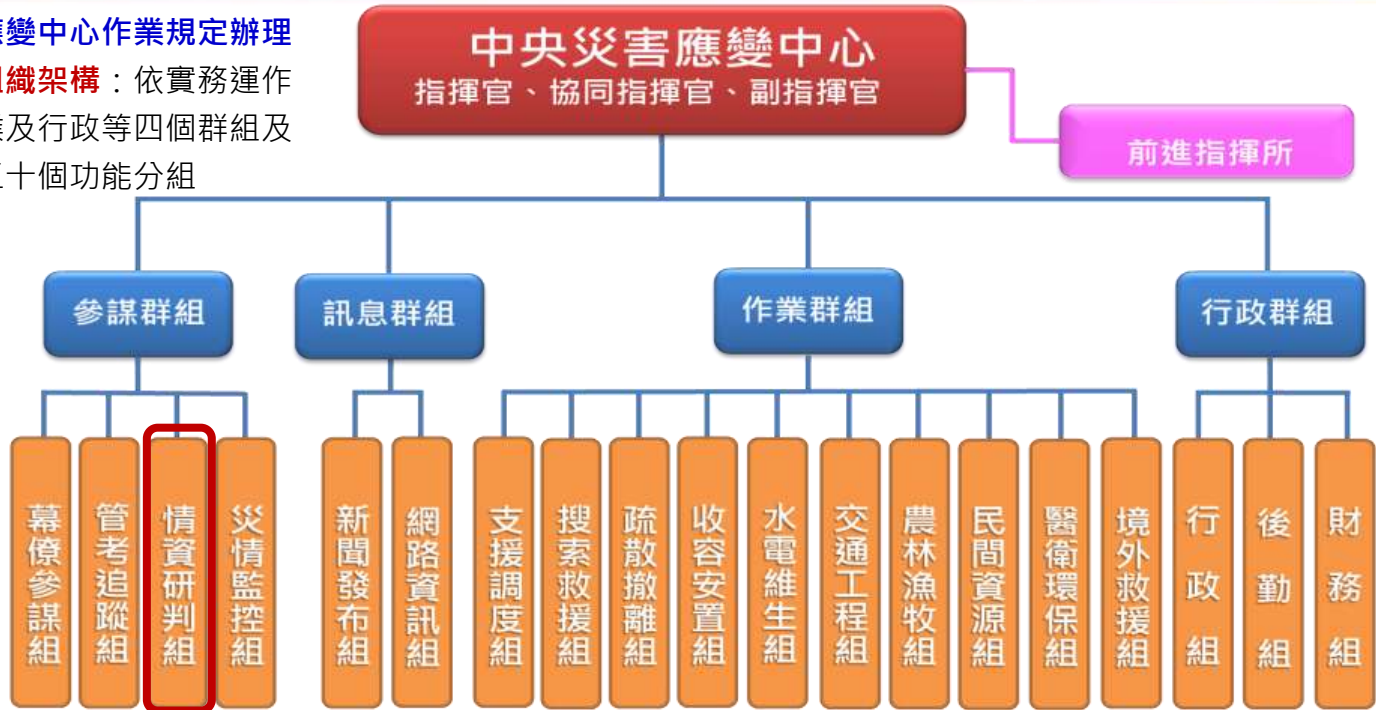 應變中心作業規定辦理
組織架構：依實務運作
業及行政等四個群組及
十個功能分組
中央災害應變中心
指揮官、協同指揮官、副指揮官
前進指揮所
參謀群組
訊息群組
作業群組
行政群組
幕僚參謀組
管考追蹤組
情資研判組
災情監控組
新聞發布組
網路資訊組
支援調度組
搜索救援組
疏散撤離組
收容安置組
水電維生組
交通工程組
農林漁牧組
民間資源組
醫衛環保組
境外救援組
行政組
後勤組
財務組